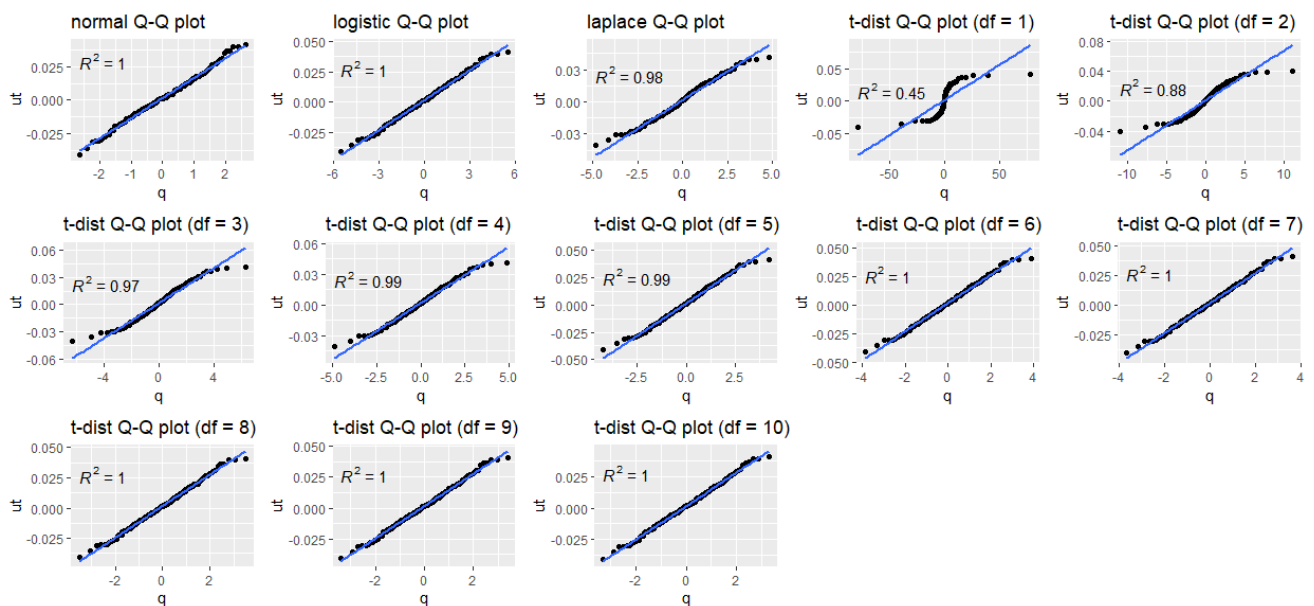 normal Q-Q plot
R² = 1
0.025
0.000
-0.025
ut
-2 -1 0 1 2
q
logistic Q-Q plot
R² = 1
0.050
0.025
0.000
-0.025
ut
-6 -3 0 3 6
q
laplace Q-Q plot
R² = 0.98
0.03
0.00
-0.03
ut
-5.0 -2.5 0.0 2.5 5.0
q
t-dist Q-Q plot (df = 1)
R² = 0.45
0.05
0.00
-0.05
ut
-50 0 50
q
t-dist Q-Q plot (df = 2)
R² = 0.88
0.08
0.04
0.00
-0.04
ut
-10 -5 0 5 10
q
t-dist Q-Q plot (df = 3)
R² = 0.97
0.06
0.03
0.00
-0.03
-0.06
ut
-4 0 4
q
t-dist Q-Q plot (df = 4)
R² = 0.99
0.06
0.03
0.00
-0.03
ut
-5.0 -2.5 0.0 2.5 5.0
q
t-dist Q-Q plot (df = 5)
R² = 0.99
0.050
0.025
0.000
-0.025
-0.050
ut
-2.5 0.0 2.5
q
t-dist Q-Q plot (df = 6)
R² = 1
0.050
0.025
0.000
-0.025
-0.050
ut
-4 -2 0 2 4
q
t-dist Q-Q plot (df = 7)
R² = 1
0.050
0.025
0.000
-0.025
ut
-4 -2 0 2 4
q
t-dist Q-Q plot (df = 8)
R² = 1
0.050
0.025
0.000
-0.025
ut
-2 0 2
q
t-dist Q-Q plot (df = 9)
R² = 1
0.050
0.025
0.000
-0.025
ut
-2 0 2
q
t-dist Q-Q plot (df = 10)
R² = 1
0.050
0.025
0.000
-0.025
ut
-2 0 2
q